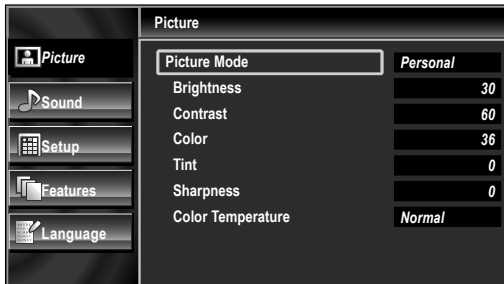 Picture
Picture
Sound
Setup
Features
Language
Picture Mode Personal
Brightness 30
Contrast 60
Color 36
Tint 0
Sharpness 0
Color Temperature Normal